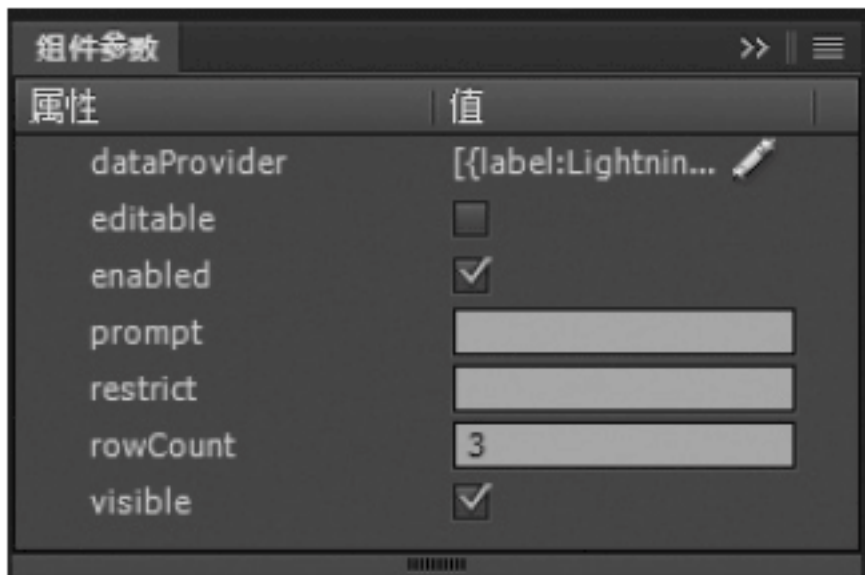 组件参数
属性 值
dataProvider [{label:Lightnin...
editable
enabled
prompt
restrict
rowCount 3
visible